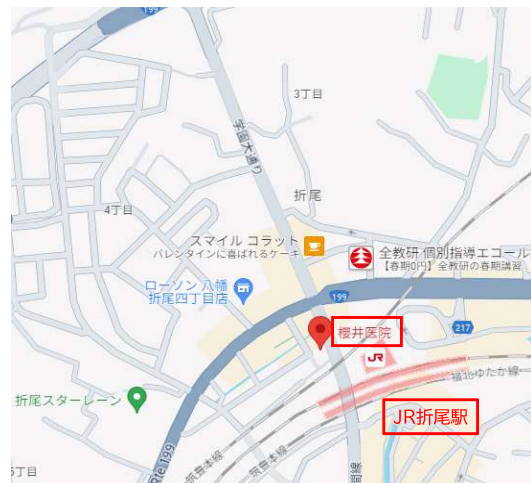 199
3丁目
学園大通り
折尾
4丁目
スマイル コラット
バレンタインに喜ばれるケーキ
全教研 個別指導エコール
【春期0円】全教研の春期講習
ローソン 八幡
折尾四丁目店
199
櫻井医院
217
JR
福北ゆたか線
折尾スターレーン
JR折尾駅
筑豊本線
筑豊本線
間線
5丁目
Rte 199